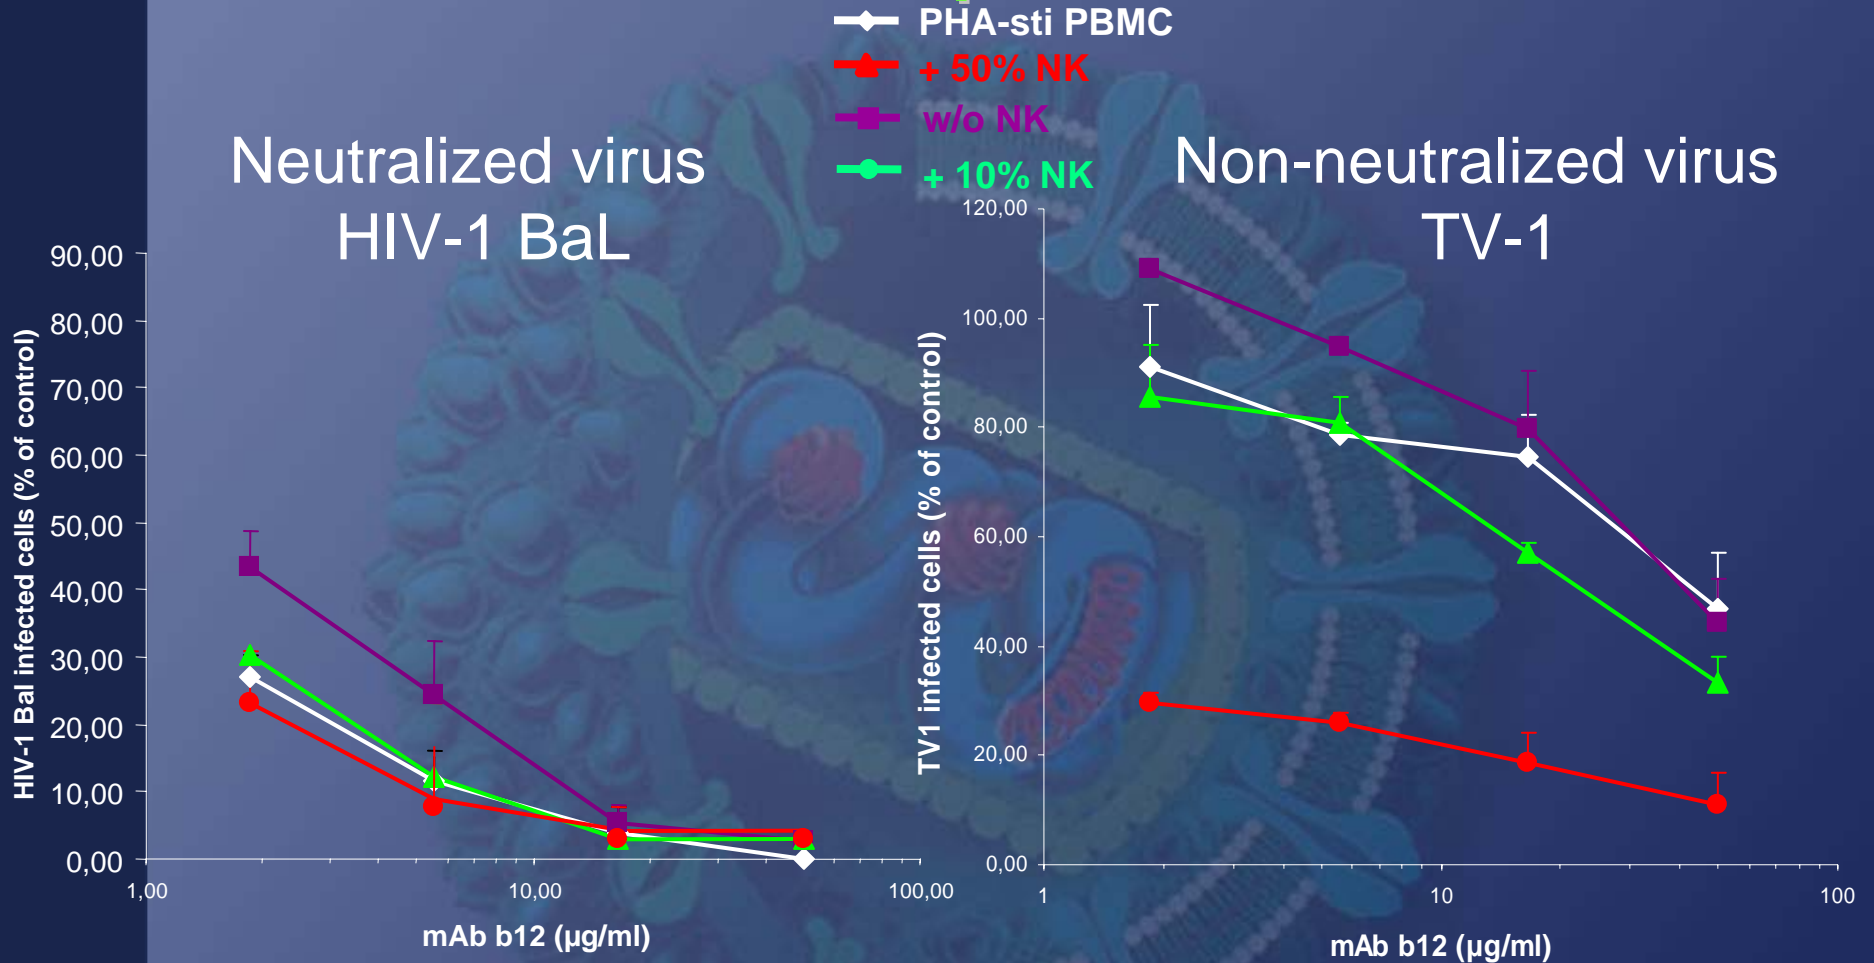 PHA-sti PBMC
+ 50% NK
w/o NK
+ 10% NK
Neutralized virus
HIV-1 BaL
Non-neutralized virus
TV-1
HIV-1 Bal infected cells (% of control)
90,00
80,00
70,00
60,00
50,00
40,00
30,00
20,00
10,00
0,00
1,00
10,00
100,00
mAb b12 (µg/ml)
TV1 infected cells (% of control)
120,00
100,00
80,00
60,00
40,00
20,00
0,00
1
10
100
mAb b12 (µg/ml)